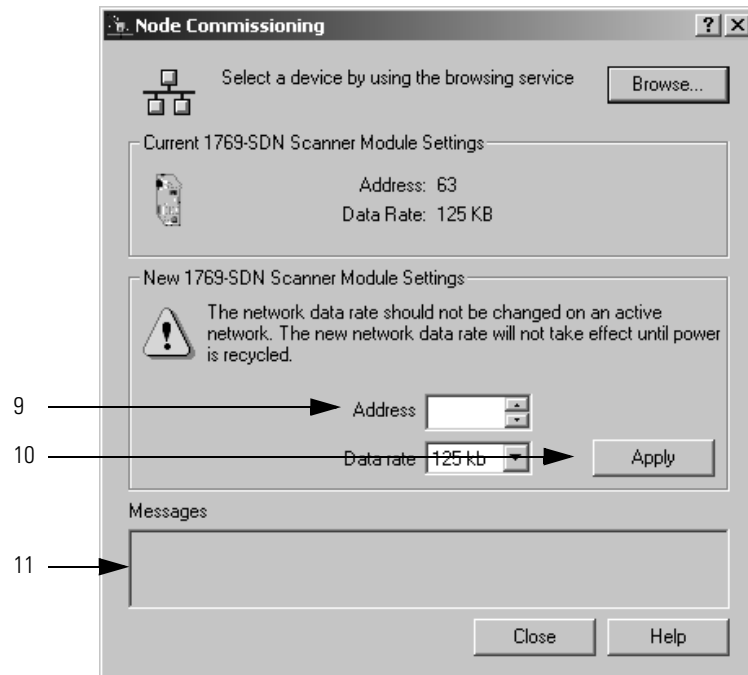 Node Commissioning
Select a device by using the browsing service
Browse...
Current 1769-SDN Scanner Module Settings
Address: 63
Data Rate: 125 KB
New 1769-SDN Scanner Module Settings
The network data rate should not be changed on an active
network. The new network data rate will not take effect until power
is recycled.
9
Address
10
Data rate 125 kb
Apply
Messages
11
Close
Help